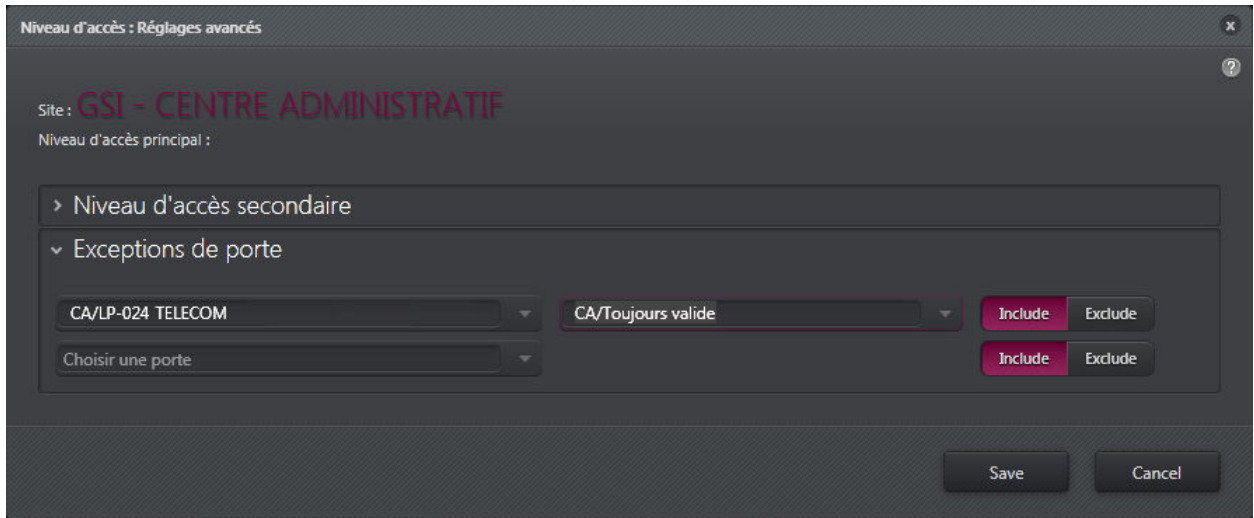 Niveau d'accès : Réglages avancés
Site : GSI - CENTRE ADMINISTRATIF
Niveau d'accès principal :
Niveau d'accès secondaire
Exceptions de porte
CA/LP-024 TELECOM CA/Toujours valide Include Exclude
Choisir une porte Include Exclude
Save Cancel